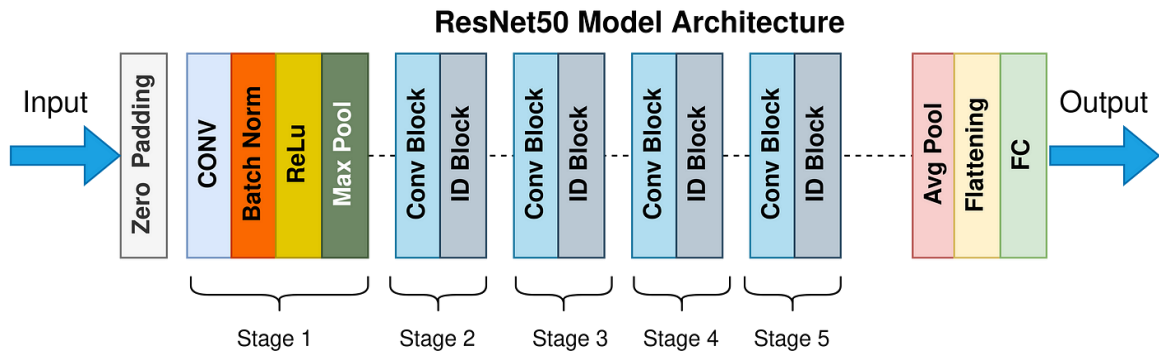 ResNet50 Model Architecture
Input
Zero Padding
CONV
Batch Norm
ReLu
Max Pool
Conv Block
ID Block
Conv Block
ID Block
Conv Block
ID Block
Conv Block
ID Block
Avg Pool
Flattening
FC
Output
Stage 1
Stage 2
Stage 3
Stage 4
Stage 5